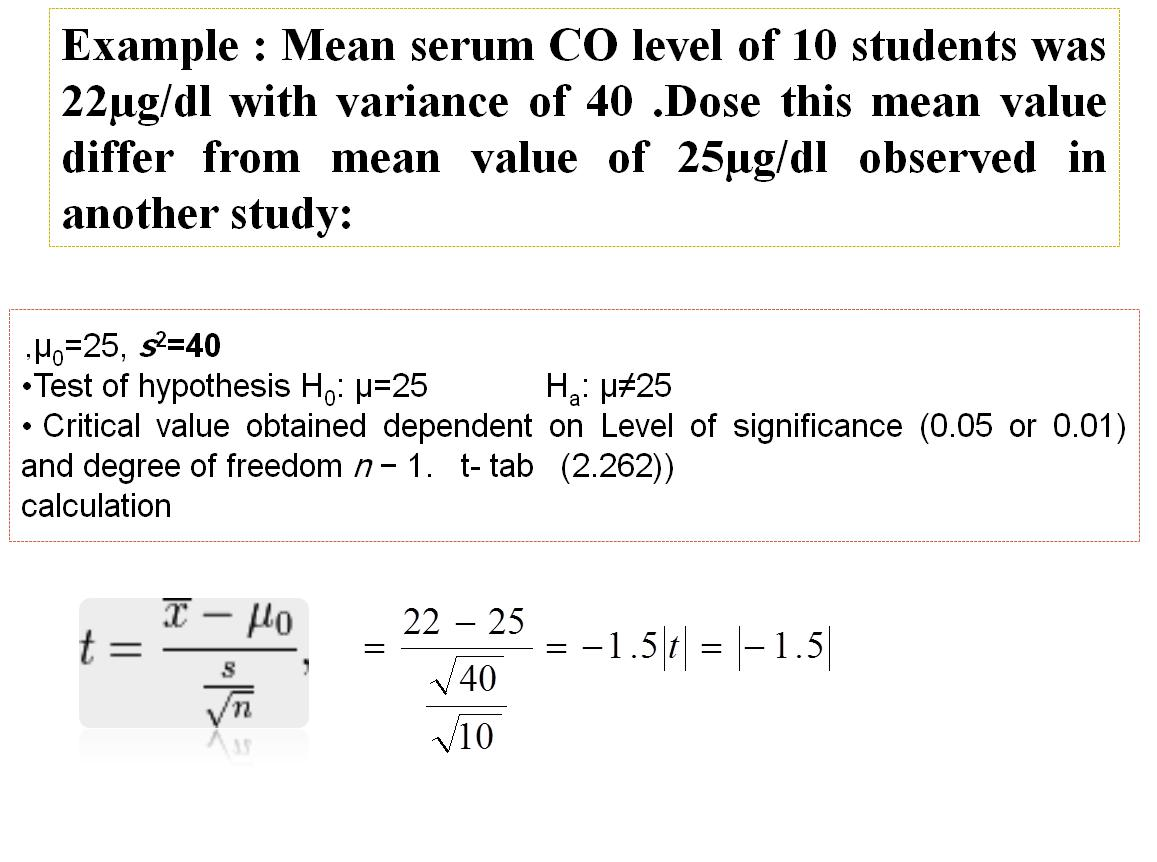 Example : Mean serum CO level of 10 students was
22µg/dl with variance of 40 .Dose this mean value
differ from mean value of 25µg/dl observed in
another study:
,µ₀=25, s²=40
•Test of hypothesis H₀: µ=25 Hₐ: µ≠25
• Critical value obtained dependent on Level of significance (0.05 or 0.01)
and degree of freedom n − 1. t- tab (2.262))
calculation
t = (x̅ − μ₀) / (s / √n), = (22 − 25) / (√40 / √10) = −1.5|t| = |−1.5|